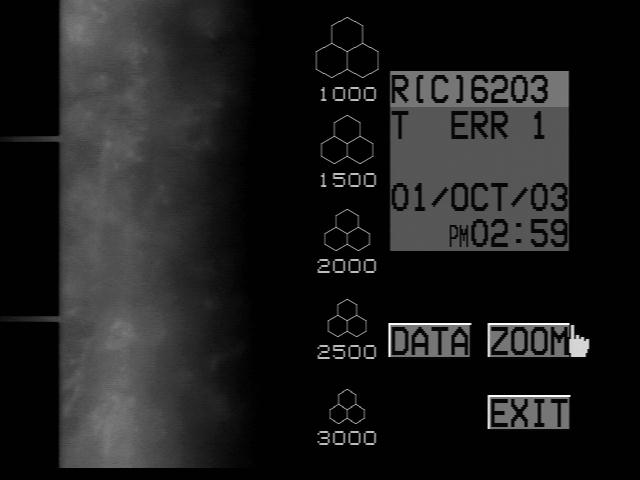 1000
1500
2000
2500
3000
R(C)6203
T ERR 1
01/OCT/03
PM02:59
DATA ZOOM
EXIT